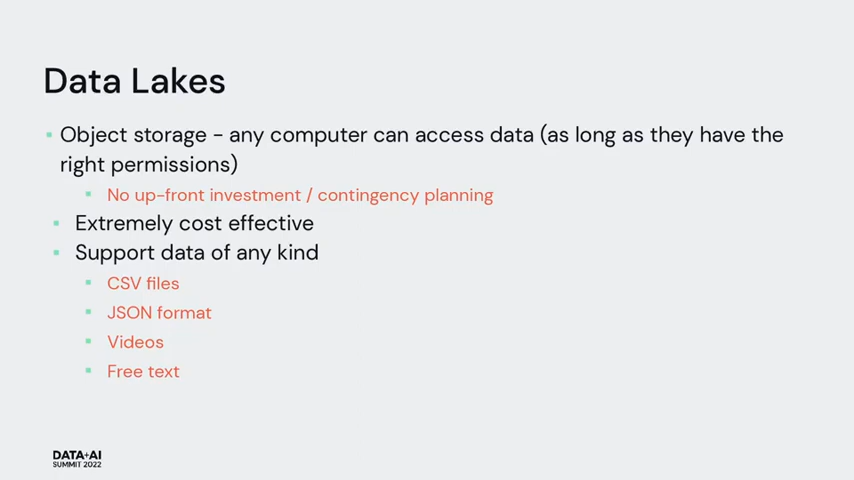 Data Lakes
Object storage - any computer can access data (as long as they have the
right permissions)
No up-front investment / contingency planning
Extremely cost effective
Support data of any kind
CSV files
JSON format
Videos
Free text
DATA+AI
SUMMIT 2022